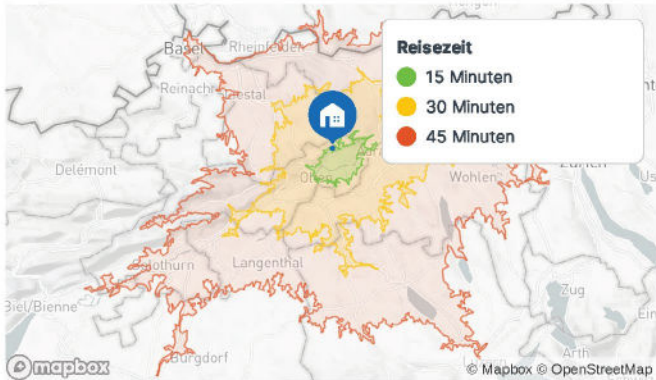 Basel
Rheinfelden
Reinach
Liestal
Delémont
Olten
Wohlen
Zürich
Solothurn
Langenthal
Biel/Bienne
Burgdorf
Zug
Arth
Reisezeit
15 Minuten
30 Minuten
45 Minuten
mapbox
© Mapbox © OpenStreetMap